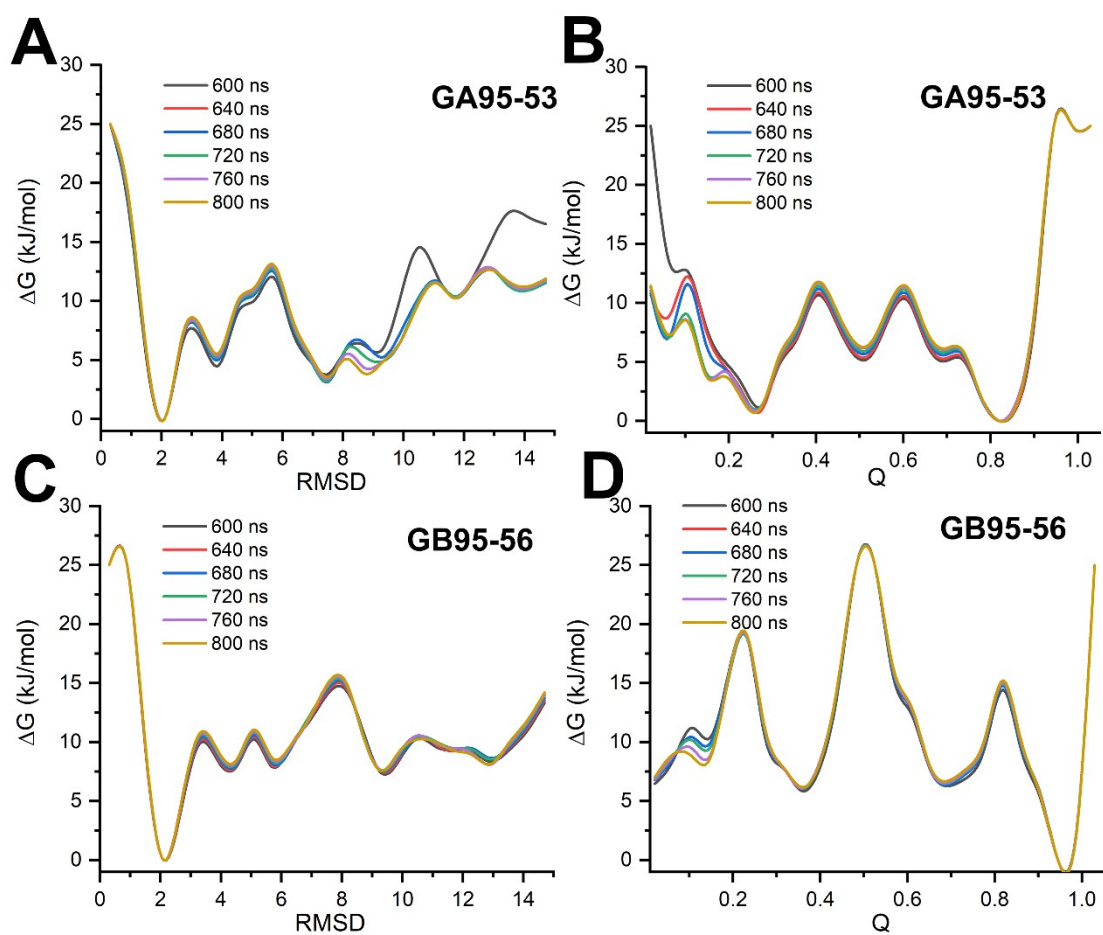 A
GA95-53
30
25
20
15
10
5
0
ΔG (kJ/mol)
600 ns
640 ns
680 ns
720 ns
760 ns
800 ns
0 2 4 6 8 10 12 14
RMSD
B
GA95-53
30
25
20
15
10
5
0
ΔG (kJ/mol)
600 ns
640 ns
680 ns
720 ns
760 ns
800 ns
0.2 0.4 0.6 0.8 1.0
Q
C
GB95-56
30
25
20
15
10
5
0
ΔG (kJ/mol)
600 ns
640 ns
680 ns
720 ns
760 ns
800 ns
0 2 4 6 8 10 12 14
RMSD
D
GB95-56
30
25
20
15
10
5
0
ΔG (kJ/mol)
600 ns
640 ns
680 ns
720 ns
760 ns
800 ns
0.2 0.4 0.6 0.8 1.0
Q